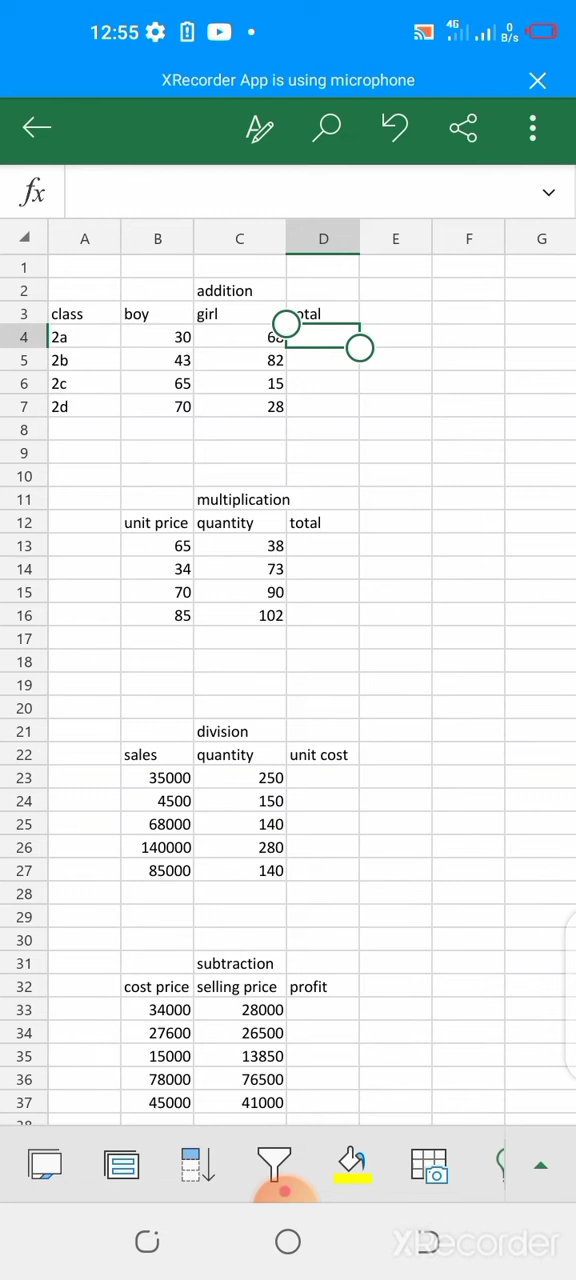 12:55 4G 0 B/s
XRecorder App is using microphone
fx
A B C D E F G
1
2 addition
3 class boy girl otal
4 2a 30
5 2b 43 82
6 2c 65 15
7 2d 70 28
8
9
10
11 multiplication
12 unit price quantity total
13 65 38
14 34 73
15 70 90
16 85 102
17
18
19
20
21 division
22 sales quantity unit cost
23 35000 250
24 4500 150
25 68000 140
26 140000 280
27 85000 140
28
29
30
31 subtraction
32 cost price selling price profit
33 34000 28000
34 27600 26500
35 15000 13850
36 78000 76500
37 45000 41000
XRecorder